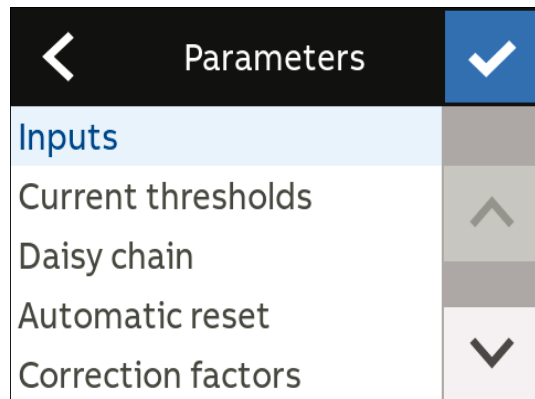 Parameters
Inputs
Current thresholds
Daisy chain
Automatic reset
Correction factors